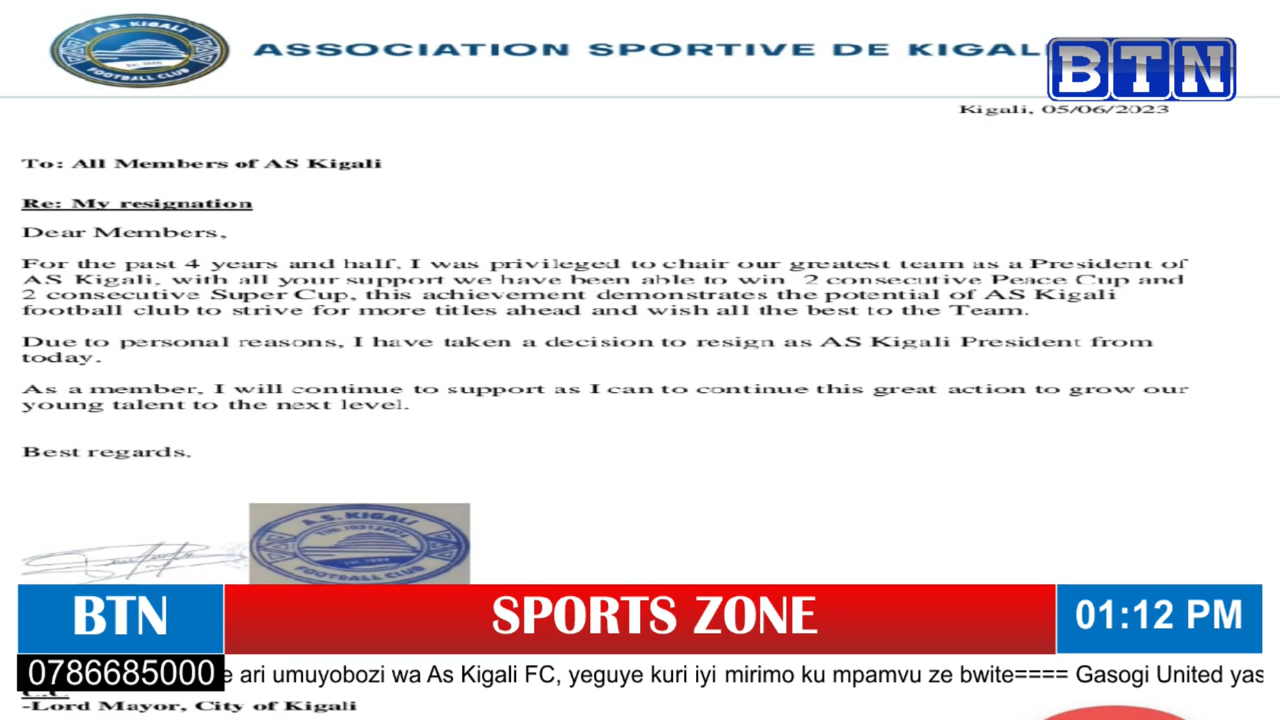 A.S. KIGALI
FOOTBALL CLUB
ASSOCIATION SPORTIVE DE KIGALI
BTN
Kigali, 05/06/2023
To: All Members of AS Kigali
Re: My resignation
Dear Members,
For the past 4 years and half, I was privileged to chair our greatest team as a President of
AS Kigali, with all your support we have been able to win 2 consecutive Peace Cup and
2 consecutive Super Cup, this achievement demonstrates the potential of AS Kigali
football club to strive for more titles ahead and wish all the best to the Team.
Due to personal reasons, I have taken a decision to resign as AS Kigali President from
today.
As a member, I will continue to support as I can to continue this great action to grow our
young talent to the next level.
Best regards,
A.S. KIGALI
FOOTBALL CLUB
BTN
SPORTS ZONE
01:12 PM
0786685000
e ari umuyobozi wa As Kigali FC, yeguye kuri iyi mirimo ku mpamvu ze bwite==== Gasogi United yas
C.C
-Lord Mayor, City of Kigali